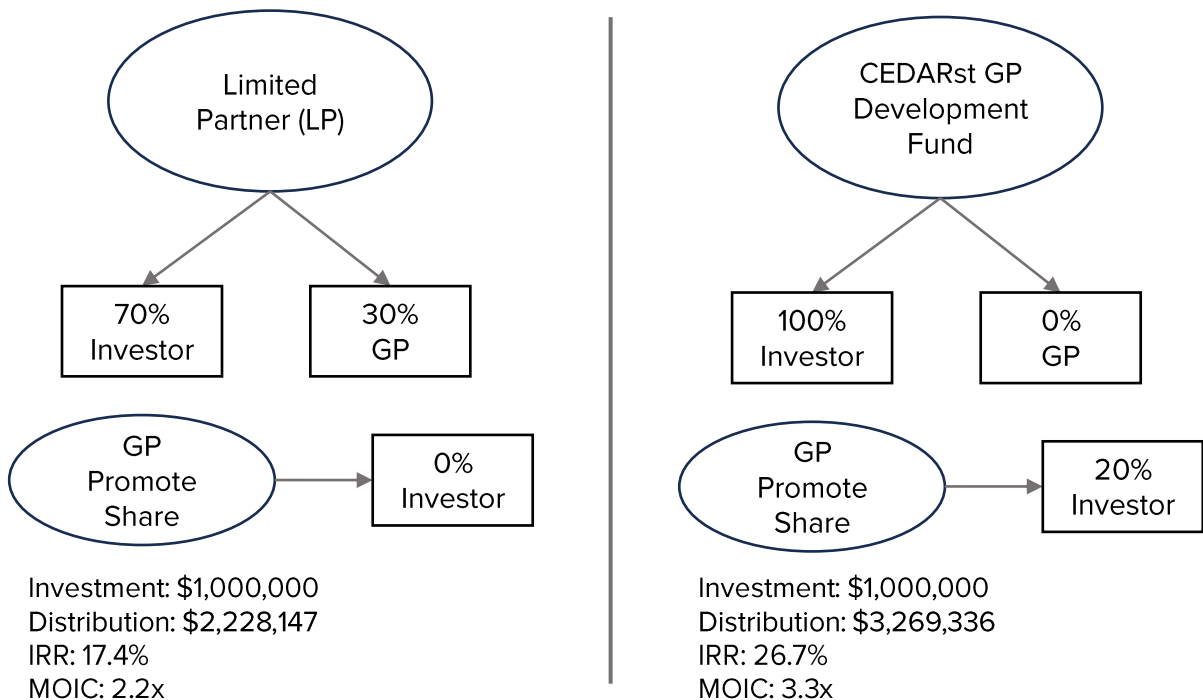 Limited
Partner (LP)
70%
Investor
30%
GP
GP
Promote
Share
0%
Investor
Investment: $1,000,000
Distribution: $2,228,147
IRR: 17.4%
MOIC: 2.2x
CEDARst GP
Development
Fund
100%
Investor
0%
GP
GP
Promote
Share
20%
Investor
Investment: $1,000,000
Distribution: $3,269,336
IRR: 26.7%
MOIC: 3.3x